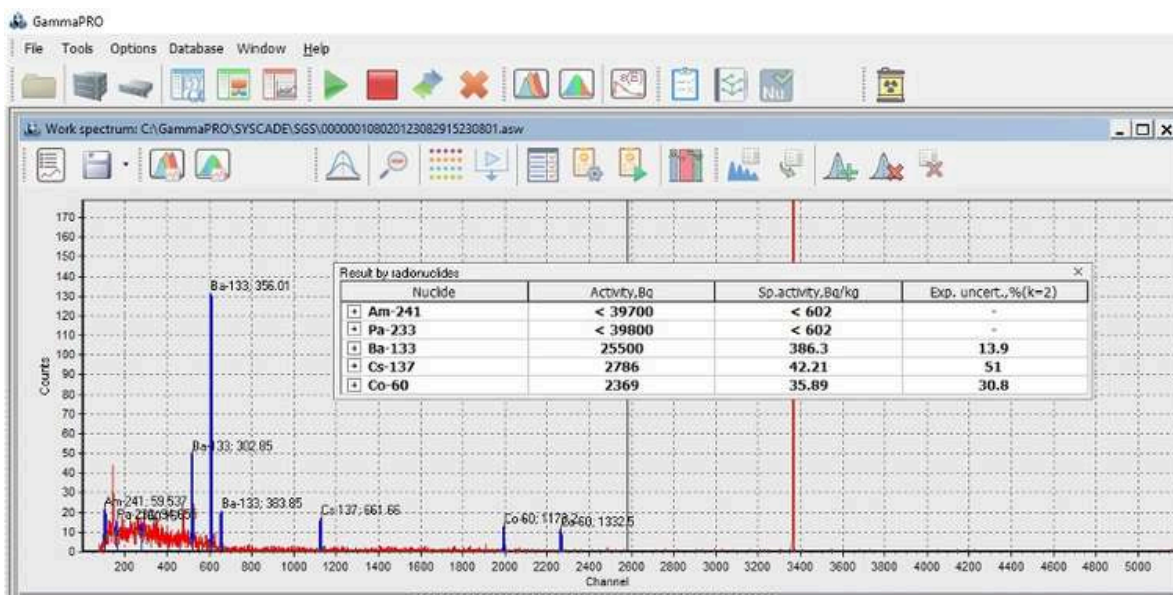 GammaPRO
File Tools Options Database Window Help
Work spectrum: C:\GammaPRO\SYSCADE\SGS\000000108020123082915230801.asw
170
160
150
140
130
120
110
100
90
80
70
60
50
40
30
20
10
0
Counts
Ba-133; 356.01
Ba-133; 302.85
Am-241; 59.537
Ba-133; 383.85
Cs-137; 661.66
Co-60; 1173.2
Co-60; 1332.5
Result by radionuclides
Nuclide Activity,Bq Sp.activity,Bq/kg Exp. uncert.,%(k=2)
Am-241 < 39700 < 602 -
Pa-233 < 39800 < 602 -
Ba-133 25500 386.3 13.9
Cs-137 2786 42.21 51
Co-60 2369 35.89 30.8
200 400 600 800 1000 1200 1400 1600 1800 2000 2200 2400 2600 2800 3000 3200 3400 3600 3800 4000 4200 4400 4600 4800 5000
Channel